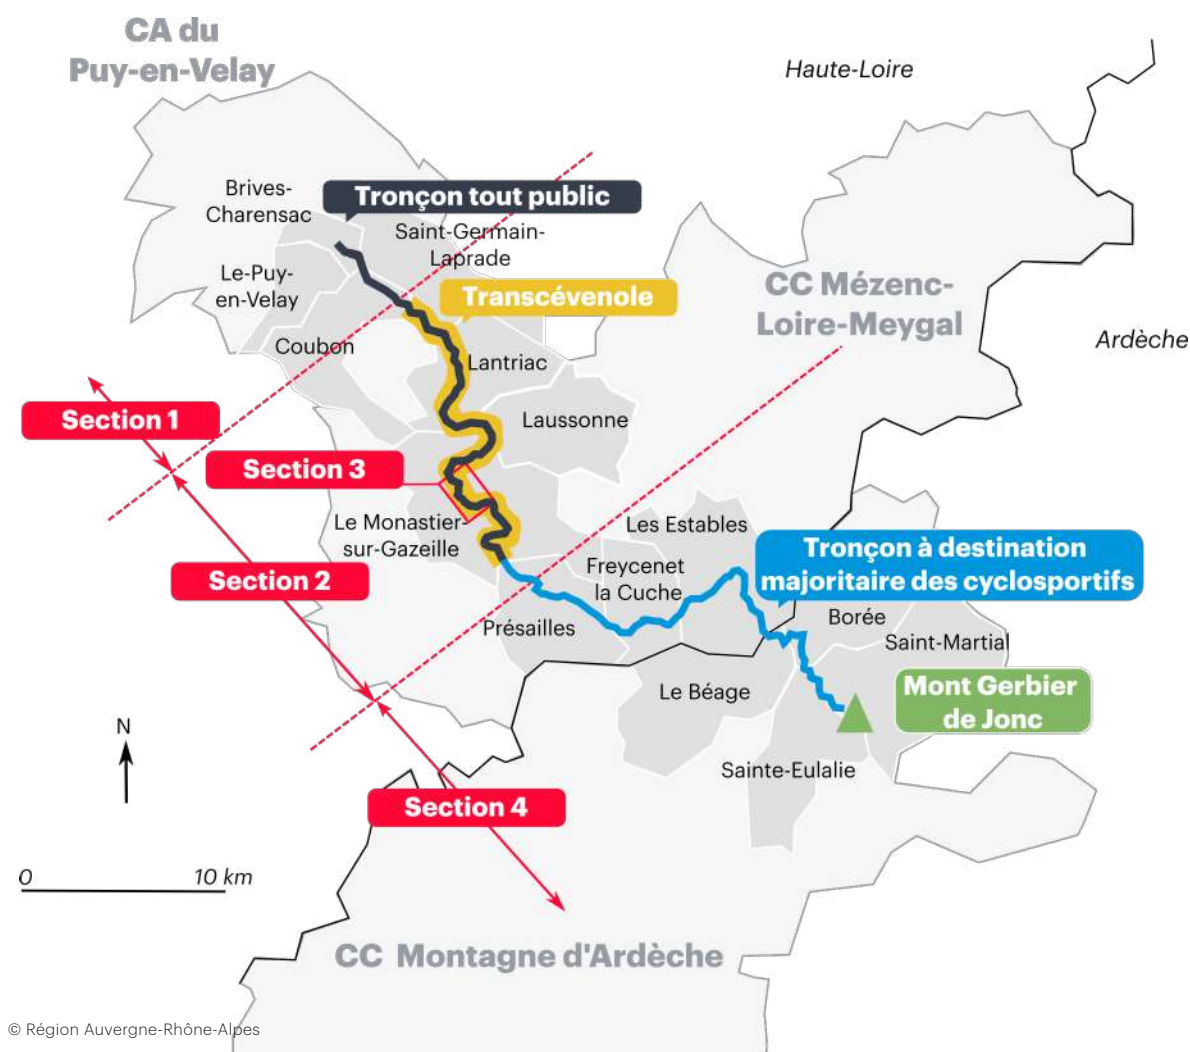 CA du
Puy-en-Velay
Haute-Loire
Brives-
Charensac
Tronçon tout public
Saint-Germain-
Laprade
Le-Puy-
en-Velay
Transcévenole
CC Mézenc-
Loire-Meygal
Ardèche
Coubon
Lantriac
Section 1
Laussonne
Section 3
Le Monastier-
sur-Gazeille
Les Estables
Tronçon à destination
majoritaire des cyclosportifs
Freycenet
la Cuche
Section 2
Borée
Présailles
Saint-Martial
Le Béage
Mont Gerbier
de Jonc
N
Sainte-Eulalie
Section 4
0 10 km
CC Montagne d'Ardèche
© Région Auvergne-Rhône-Alpes